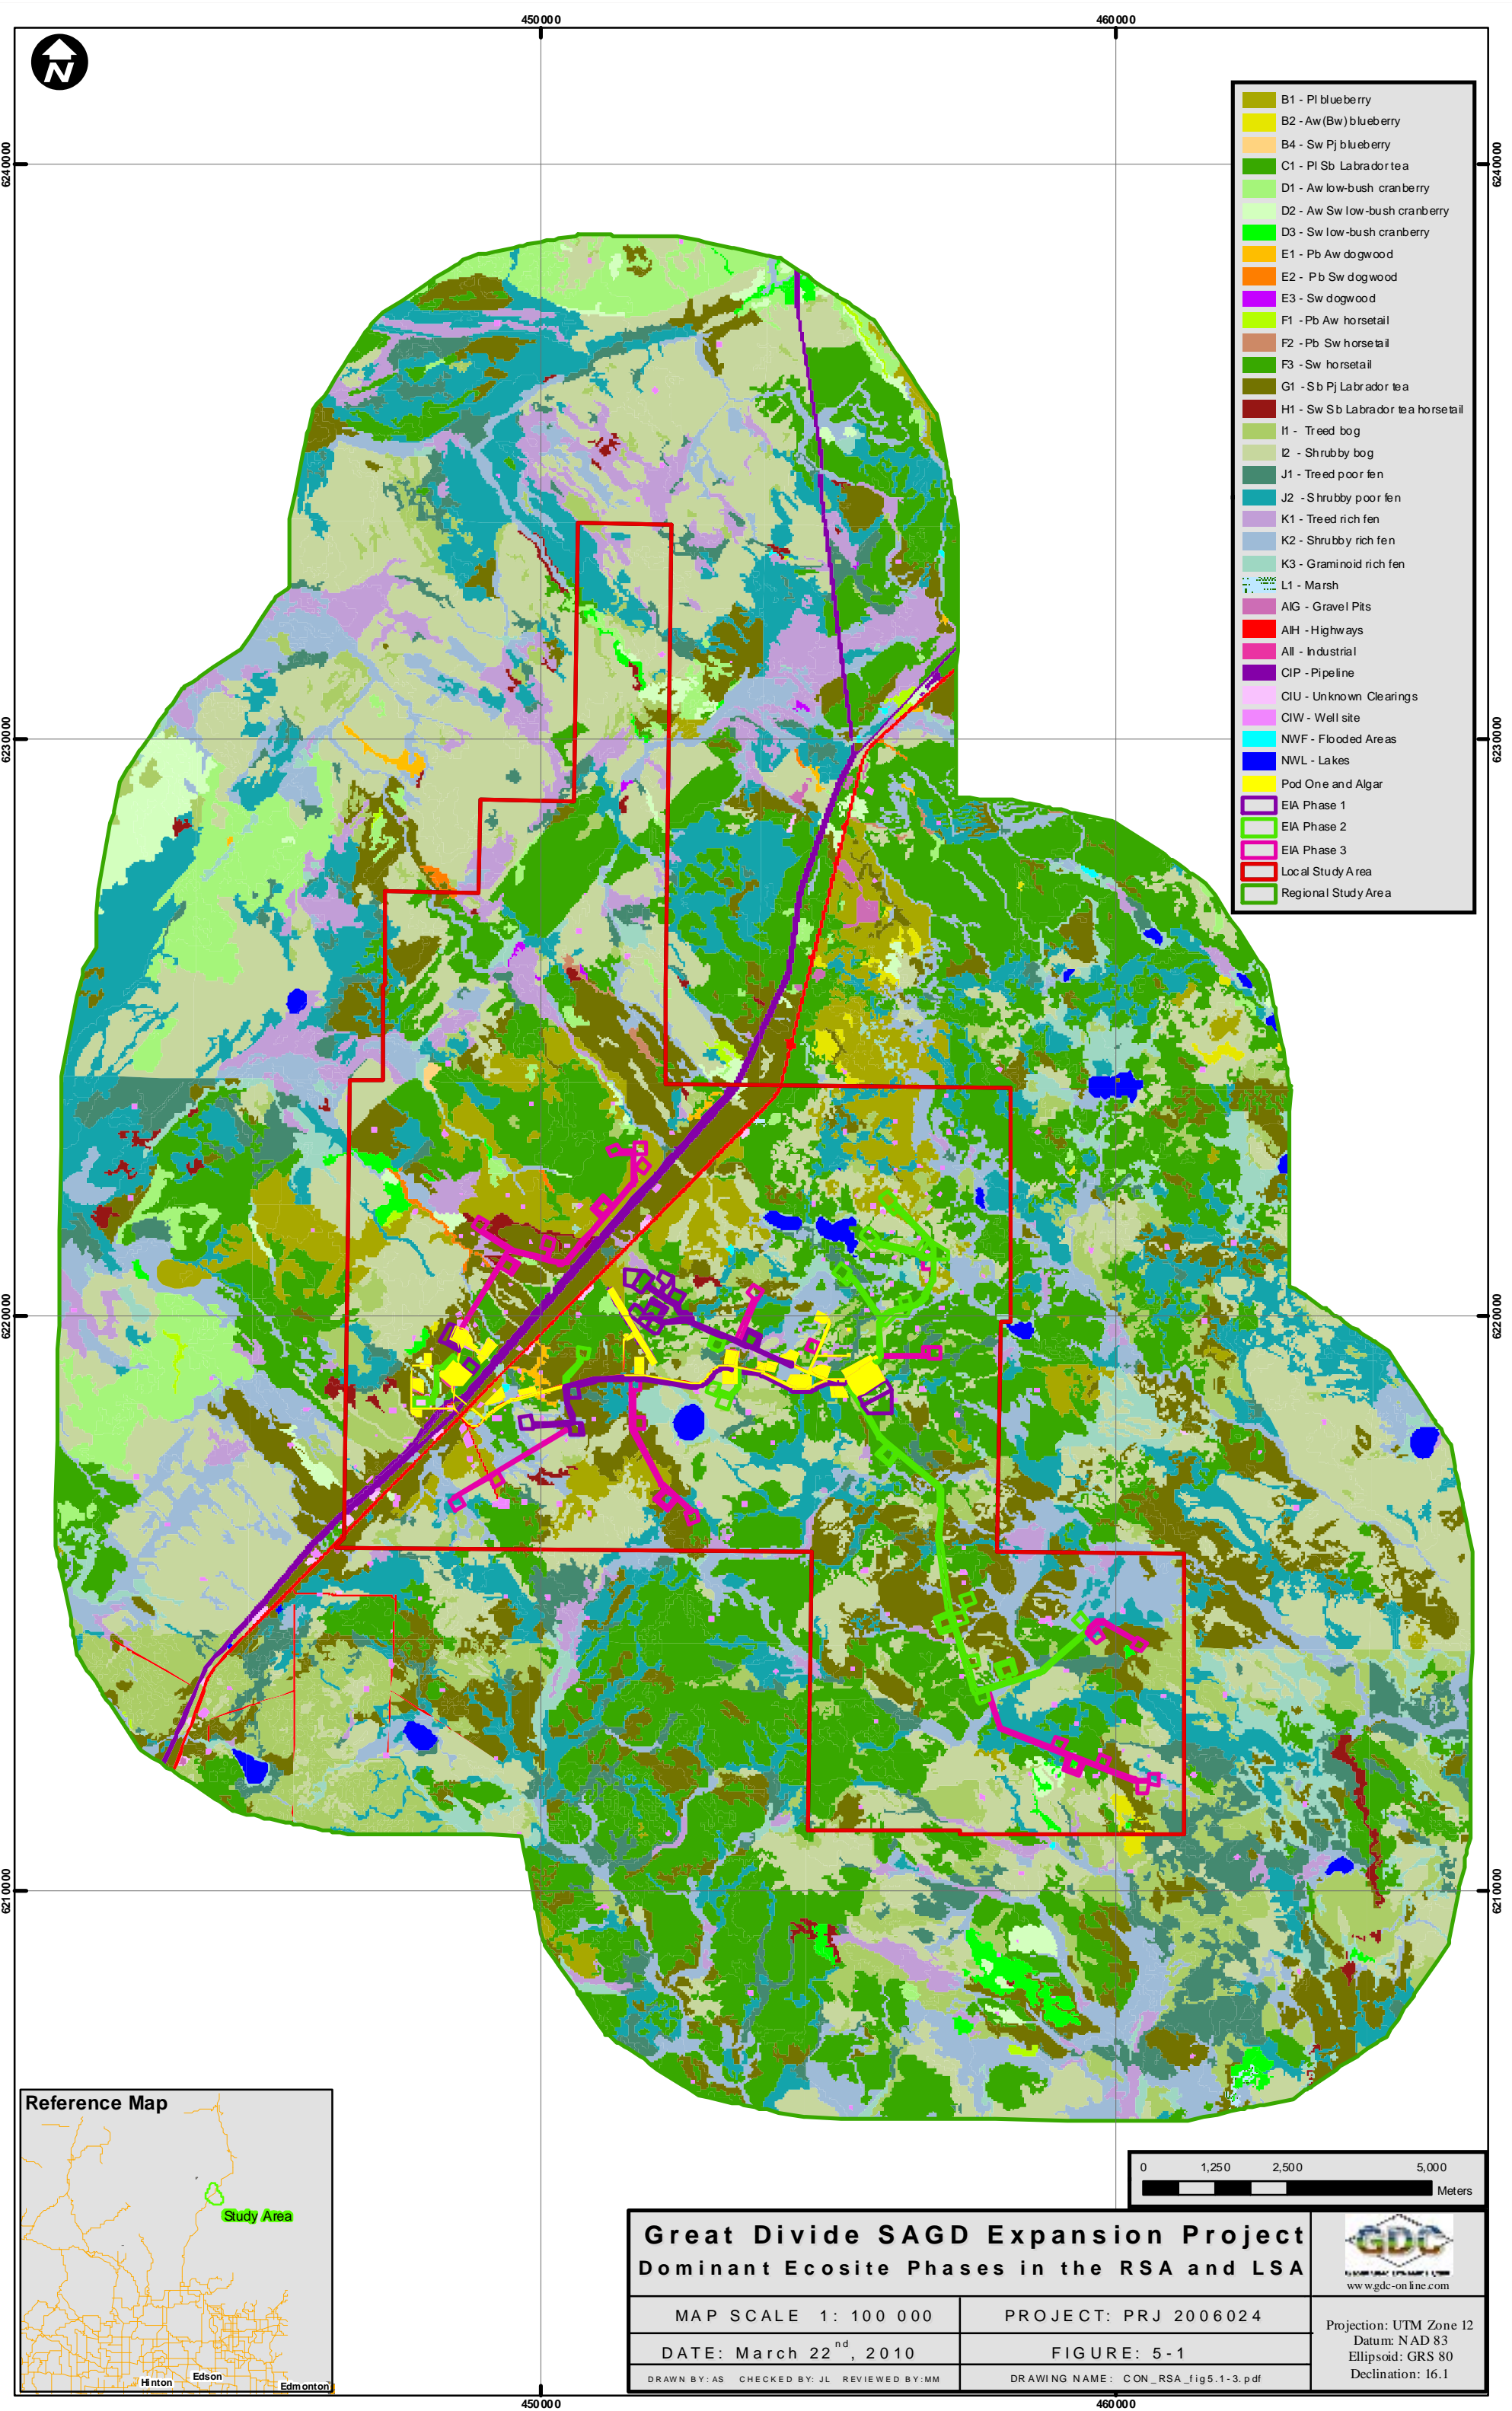 450000
460000
N
6240000
6240000
B1 - Pl blueberry
B2 - Aw(Bw) blueberry
B4 - Sw Pj blueberry
C1 - Pl Sb Labrador tea
D1 - Aw low-bush cranberry
D2 - Aw Sw low-bush cranberry
D3 - Sw low-bush cranberry
E1 - Pb Aw dogwood
E2 - Pb Sw dogwood
E3 - Sw dogwood
F1 - Pb Aw horsetail
F2 - Pb Sw horsetail
F3 - Sw horsetail
G1 - Sb Pj Labrador tea
H1 - Sw Sb Labrador tea horsetail
I1 - Treed bog
I2 - Shrubby bog
J1 - Treed poor fen
J2 - Shrubby poor fen
K1 - Treed rich fen
K2 - Shrubby rich fen
K3 - Graminoid rich fen
L1 - Marsh
AIG - Gravel Pits
AIH - Highways
AII - Industrial
CIP - Pipeline
CIU - Unknown Clearings
CIW - Well site
NWF - Flooded Areas
NWL - Lakes
Pod One and Algar
EIA Phase 1
EIA Phase 2
EIA Phase 3
Local Study Area
Regional Study Area
6230000
6230000
6220000
6220000
6210000
6210000
Reference Map
Study Area
Hinton
Edson
Edmonton
0 1,250 2,500 5,000
Meters
Great Divide SAGD Expansion Project
Dominant Ecosite Phases in the RSA and LSA
MAP SCALE 1: 100 000
PROJECT: PRJ 2006024
DATE: March 22nd, 2010
FIGURE: 5-1
DRAWN BY: AS CHECKED BY: JL REVIEWED BY:MM
DRAWING NAME: CON_RSA_fig5.1-3.pdf
GDC
www.gdc-online.com
Projection: UTM Zone 12
Datum: NAD 83
Ellipsoid: GRS 80
Declination: 16.1
450000
460000